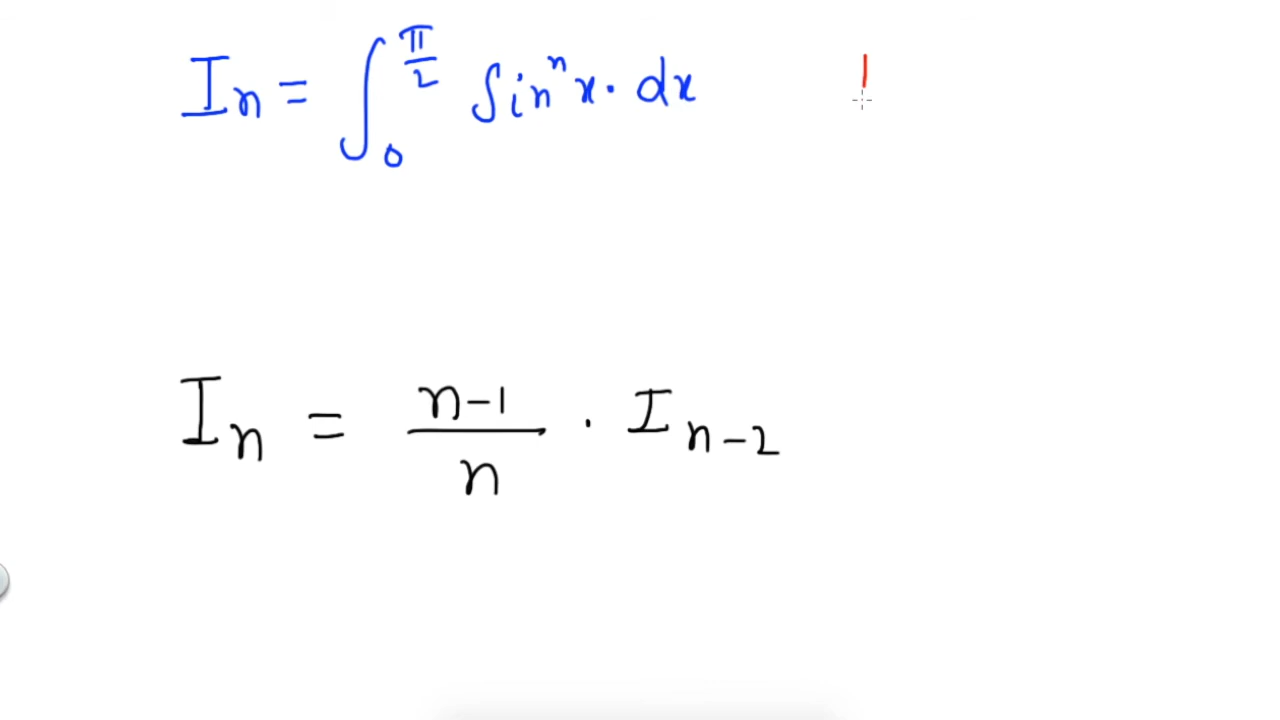 Iₙ = ∫₀^(π/2) sinⁿx · dx
Iₙ = (n-1)/n · Iₙ₋₂